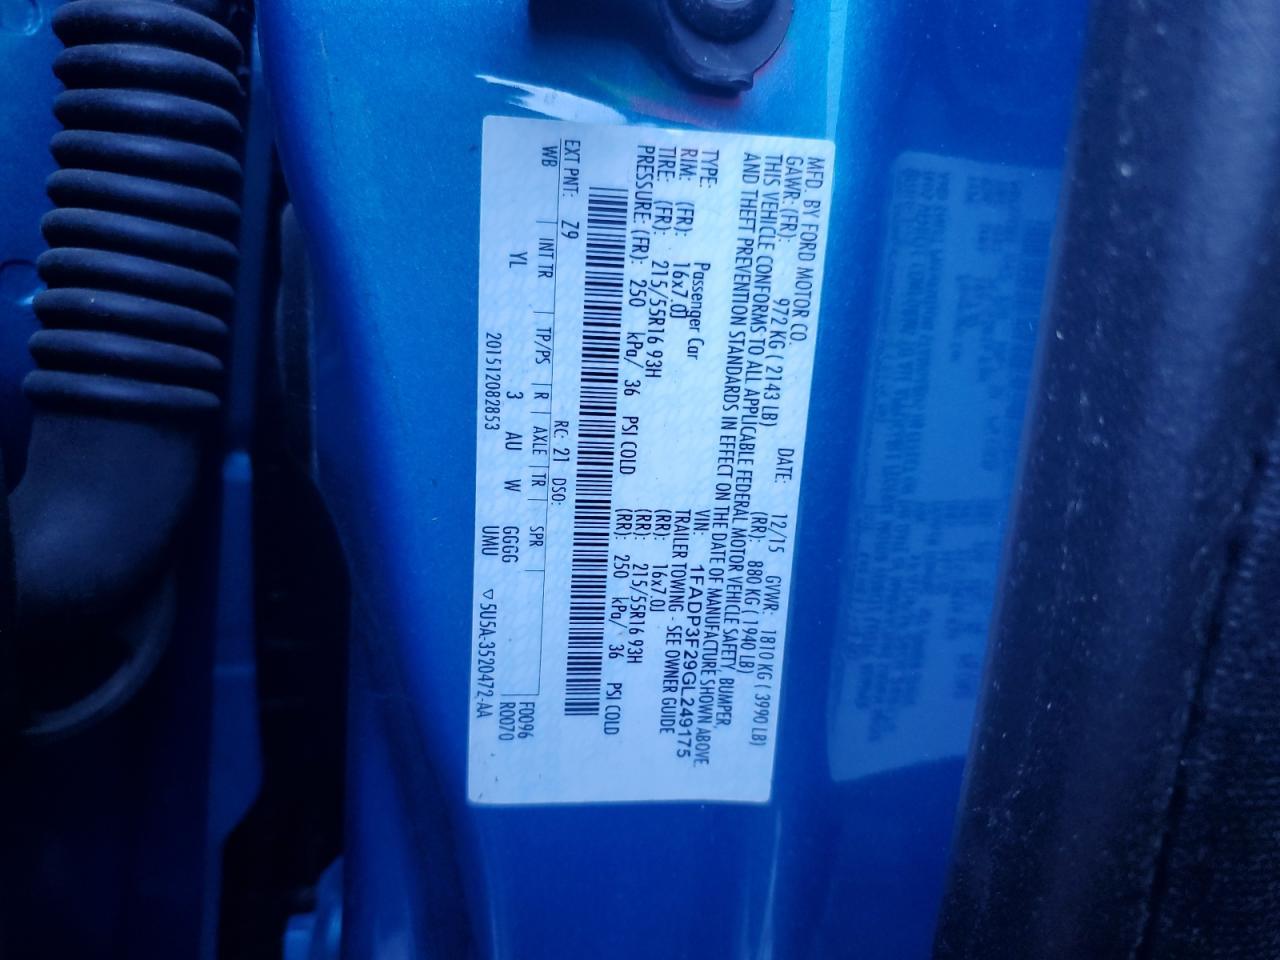 MFD. BY FORD MOTOR CO.
DATE: 12/15 GVWR: 1810 KG ( 3990 LB)
GAWR: (FR): 972 KG ( 2143 LB) (RR): 880 KG ( 1940 LB)
THIS VEHICLE CONFORMS TO ALL APPLICABLE FEDERAL MOTOR VEHICLE SAFETY, BUMPER,
AND THEFT PREVENTION STANDARDS IN EFFECT ON THE DATE OF MANUFACTURE SHOWN ABOVE.
VIN: 1FADP3F29GL249175
TYPE: Passenger Car TRAILER TOWING - SEE OWNER GUIDE
RIM: (FR): 16x7.0J (RR): 16x7.0J
TIRE: (FR): 215/55R16 93H (RR): 215/55R16 93H
PRESSURE: (FR): 250 kPa/ 36 PSI COLD (RR): 250 kPa/ 36 PSI COLD
EXT PNT: Z9 RC: 21 DSO: F0096
WB INT TR TP/PS R AXLE TR SPR R0070
YL 3 AU W GGGG
201512082853 UMU ▽5U5A-3520472-AA